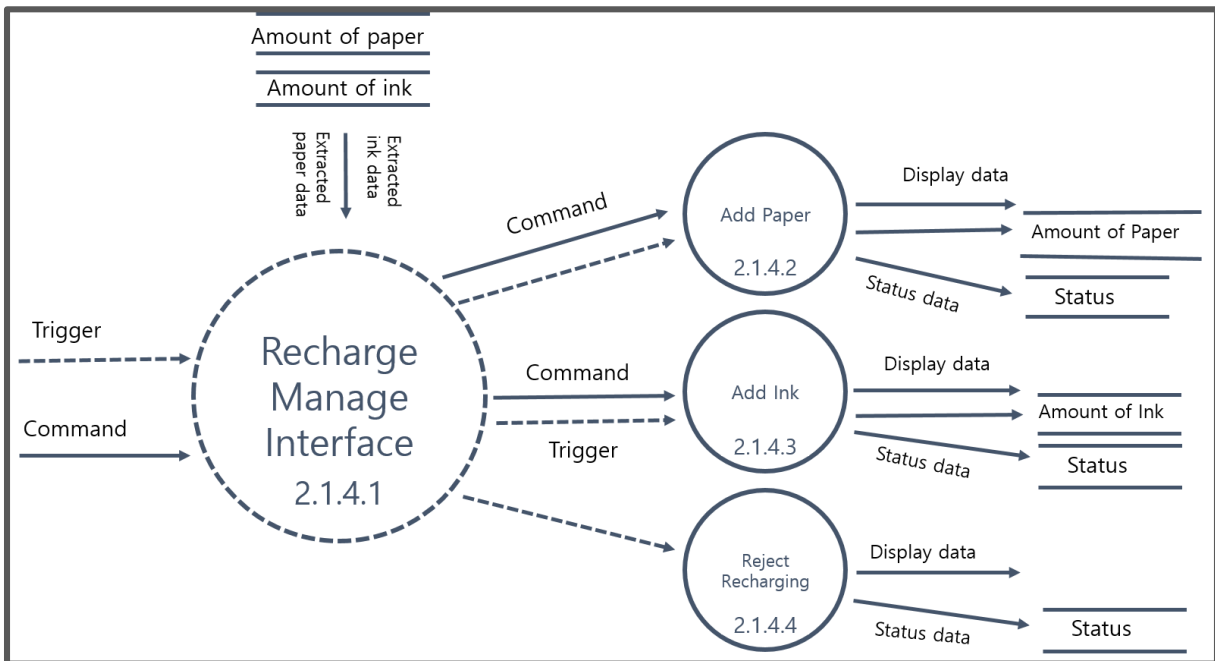 Amount of paper
Amount of ink
Extracted
paper data
Extracted
ink data
Trigger
Command
Recharge
Manage
Interface
2.1.4.1
Command
Command
Trigger
Add Paper
2.1.4.2
Display data
Amount of Paper
Status data
Status
Add Ink
2.1.4.3
Display data
Amount of Ink
Status data
Status
Reject
Recharging
2.1.4.4
Display data
Status data
Status